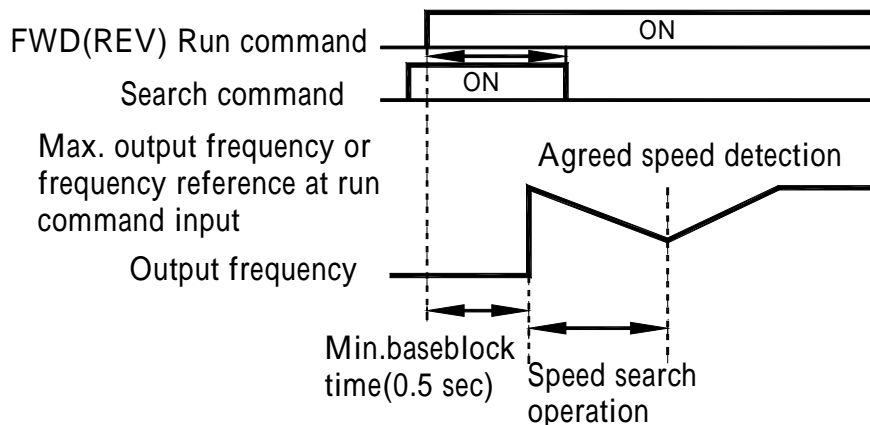 FWD(REV) Run command
ON
Search command
ON
Max. output frequency or
frequency reference at run
command input
Agreed speed detection
Output frequency
Min.baseblock
time(0.5 sec)
Speed search
operation